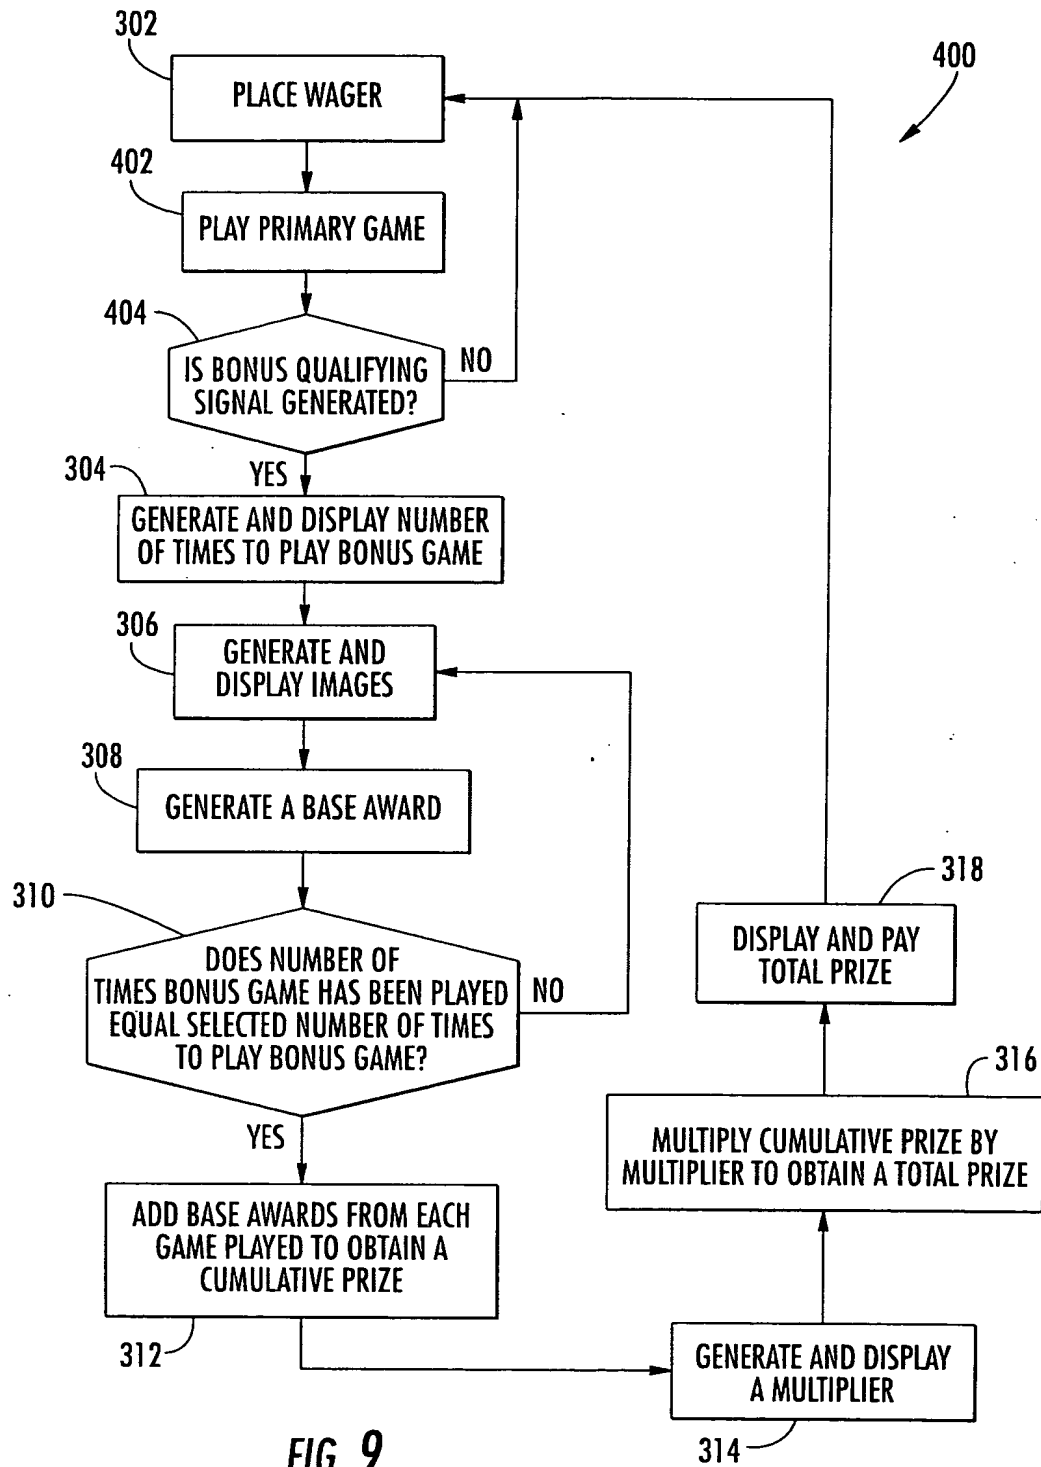 302
400
PLACE WAGER
402
PLAY PRIMARY GAME
404
IS BONUS QUALIFYING
SIGNAL GENERATED?
NO
YES
304
GENERATE AND DISPLAY NUMBER
OF TIMES TO PLAY BONUS GAME
306
GENERATE AND
DISPLAY IMAGES
308
GENERATE A BASE AWARD
310
DOES NUMBER OF
TIMES BONUS GAME HAS BEEN PLAYED
EQUAL SELECTED NUMBER OF TIMES
TO PLAY BONUS GAME?
NO
YES
ADD BASE AWARDS FROM EACH
GAME PLAYED TO OBTAIN A
CUMULATIVE PRIZE
312
318
DISPLAY AND PAY
TOTAL PRIZE
316
MULTIPLY CUMULATIVE PRIZE BY
MULTIPLIER TO OBTAIN A TOTAL PRIZE
GENERATE AND DISPLAY
A MULTIPLIER
314
FIG 9